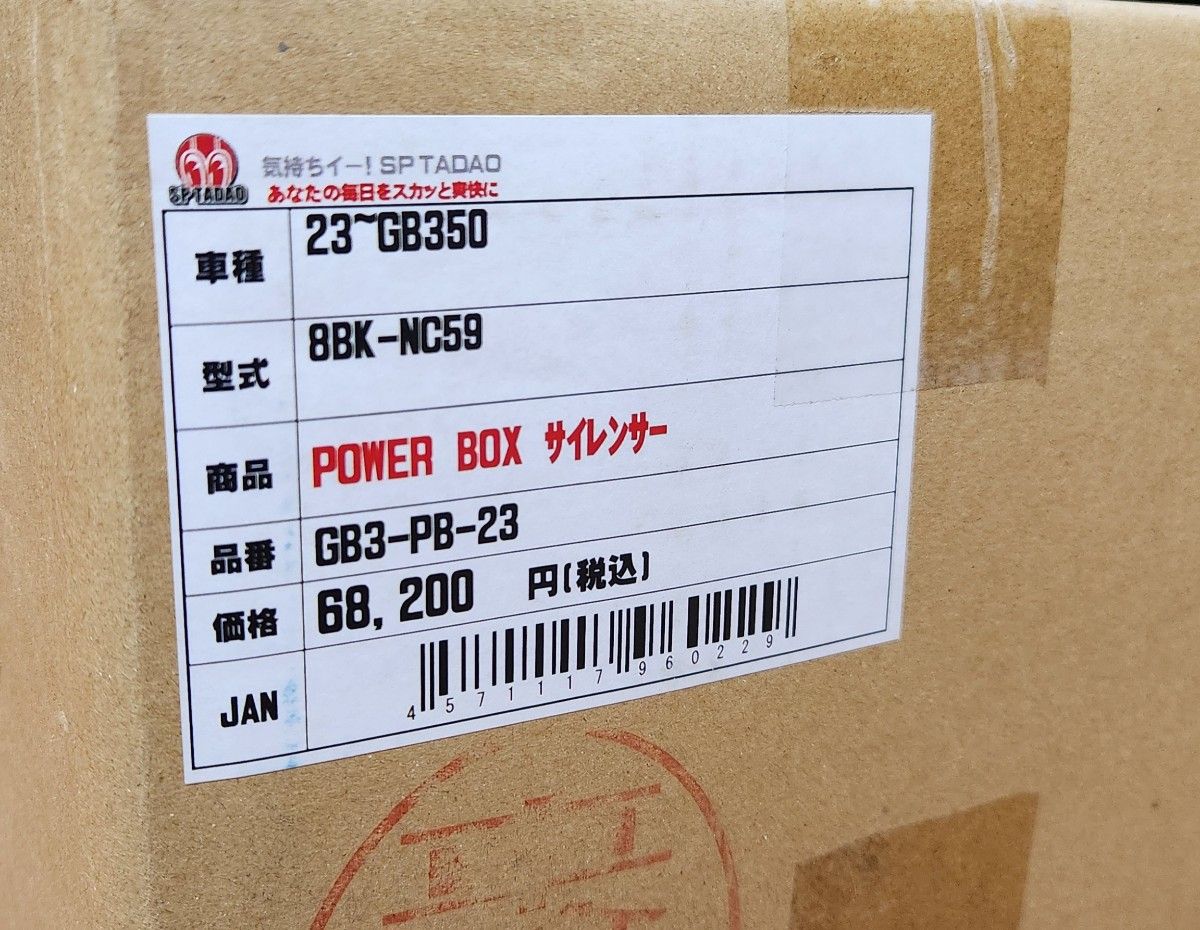 SP TADAO
気持ちイー! SP TADAO
あなたの毎日をスカッと爽快に
車種 23~GB350
型式 8BK-NC59
商品 POWER BOX サイレンサー
品番 GB3-PB-23
価格 68,200 円(税込)
JAN
4571117960229